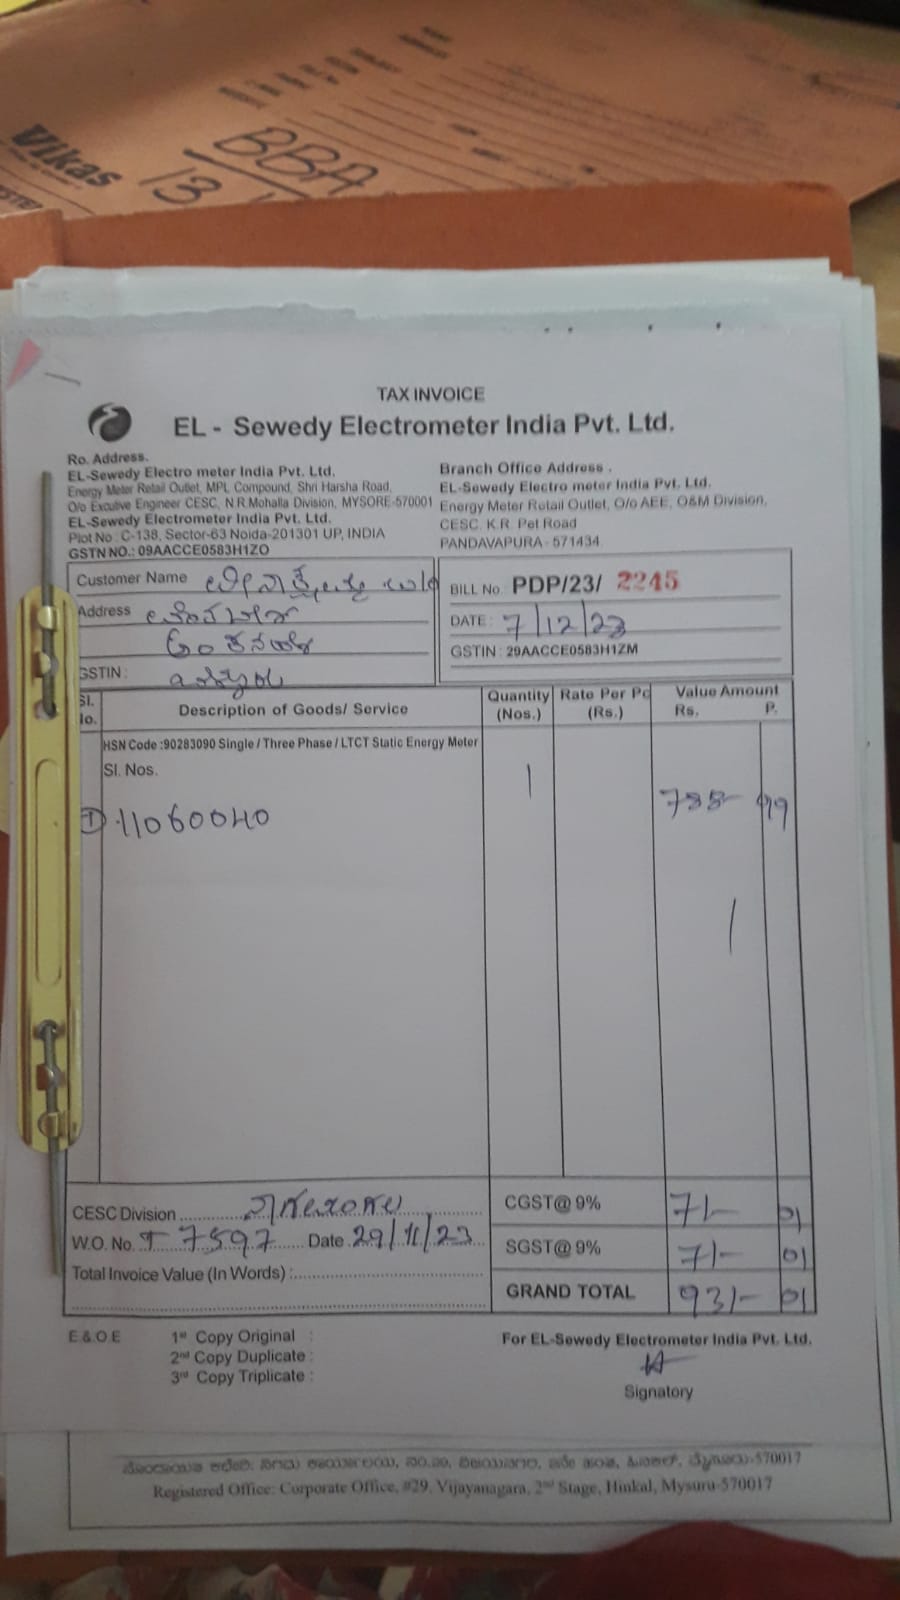 Vikas
BBA
13
TAX INVOICE
EL - Sewedy Electrometer India Pvt. Ltd.
Ro. Address.
EL-Sewedy Electro meter India Pvt. Ltd.
Energy Meter Retail Outlet, MPL Compound, Shri Harsha Road,
O/o Excutive Engineer CESC, N.R.Mohalla Division, MYSORE-570001
EL-Sewedy Electrometer India Pvt. Ltd.
Plot No : C-138, Sector-63 Noida-201301 UP, INDIA
GSTN NO.: 09AACCE0583H1ZO
Branch Office Address .
EL-Sewedy Electro meter India Pvt. Ltd.
Energy Meter Retail Outlet, O/o AEE, O&M Division,
CESC. K.R. Pet Road
PANDAVAPURA - 571434
Customer Name
Address
GSTIN :
BILL No. PDP/23/ 2245
DATE : 7/12/23
GSTIN : 29AACCE0583H1ZM
Sl. No. Description of Goods/ Service Quantity (Nos.) Rate Per Pc (Rs.) Value Amount Rs. P.
HSN Code :90283090 Single / Three Phase / LTCT Static Energy Meter
Sl. Nos. 1
① 11060040 788- 99
CESC Division
W.O. No. 7597 Date 29/11/23
Total Invoice Value (In Words) :
CGST@ 9% 71- 01
SGST@ 9% 71- 01
GRAND TOTAL 931- 01
E.&.O.E 1st Copy Original :
2nd Copy Duplicate :
3rd Copy Triplicate :
For EL-Sewedy Electrometer India Pvt. Ltd.
Signatory
Registered Office: Corporate Office, #29, Vijayanagara, 2nd Stage, Hinkal, Mysuru-570017